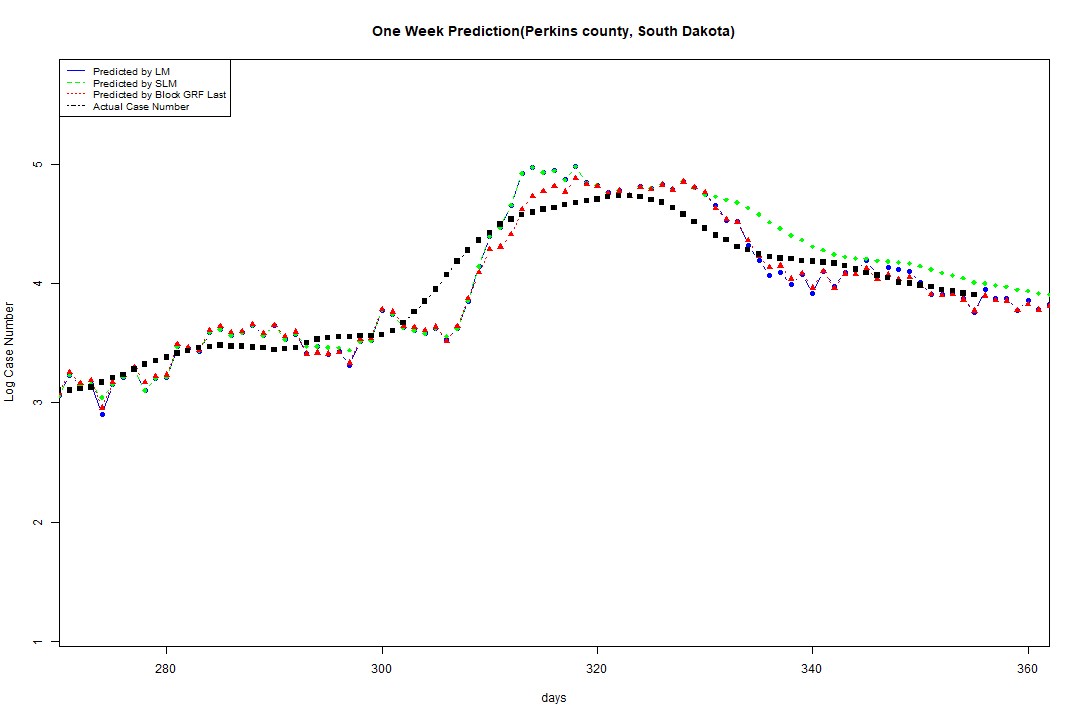 One Week Prediction(Perkins county, South Dakota)
Predicted by LM
Predicted by SLM
Predicted by Block GRF Last
Actual Case Number
Log Case Number
5
4
3
2
1
280 300 320 340 360
days